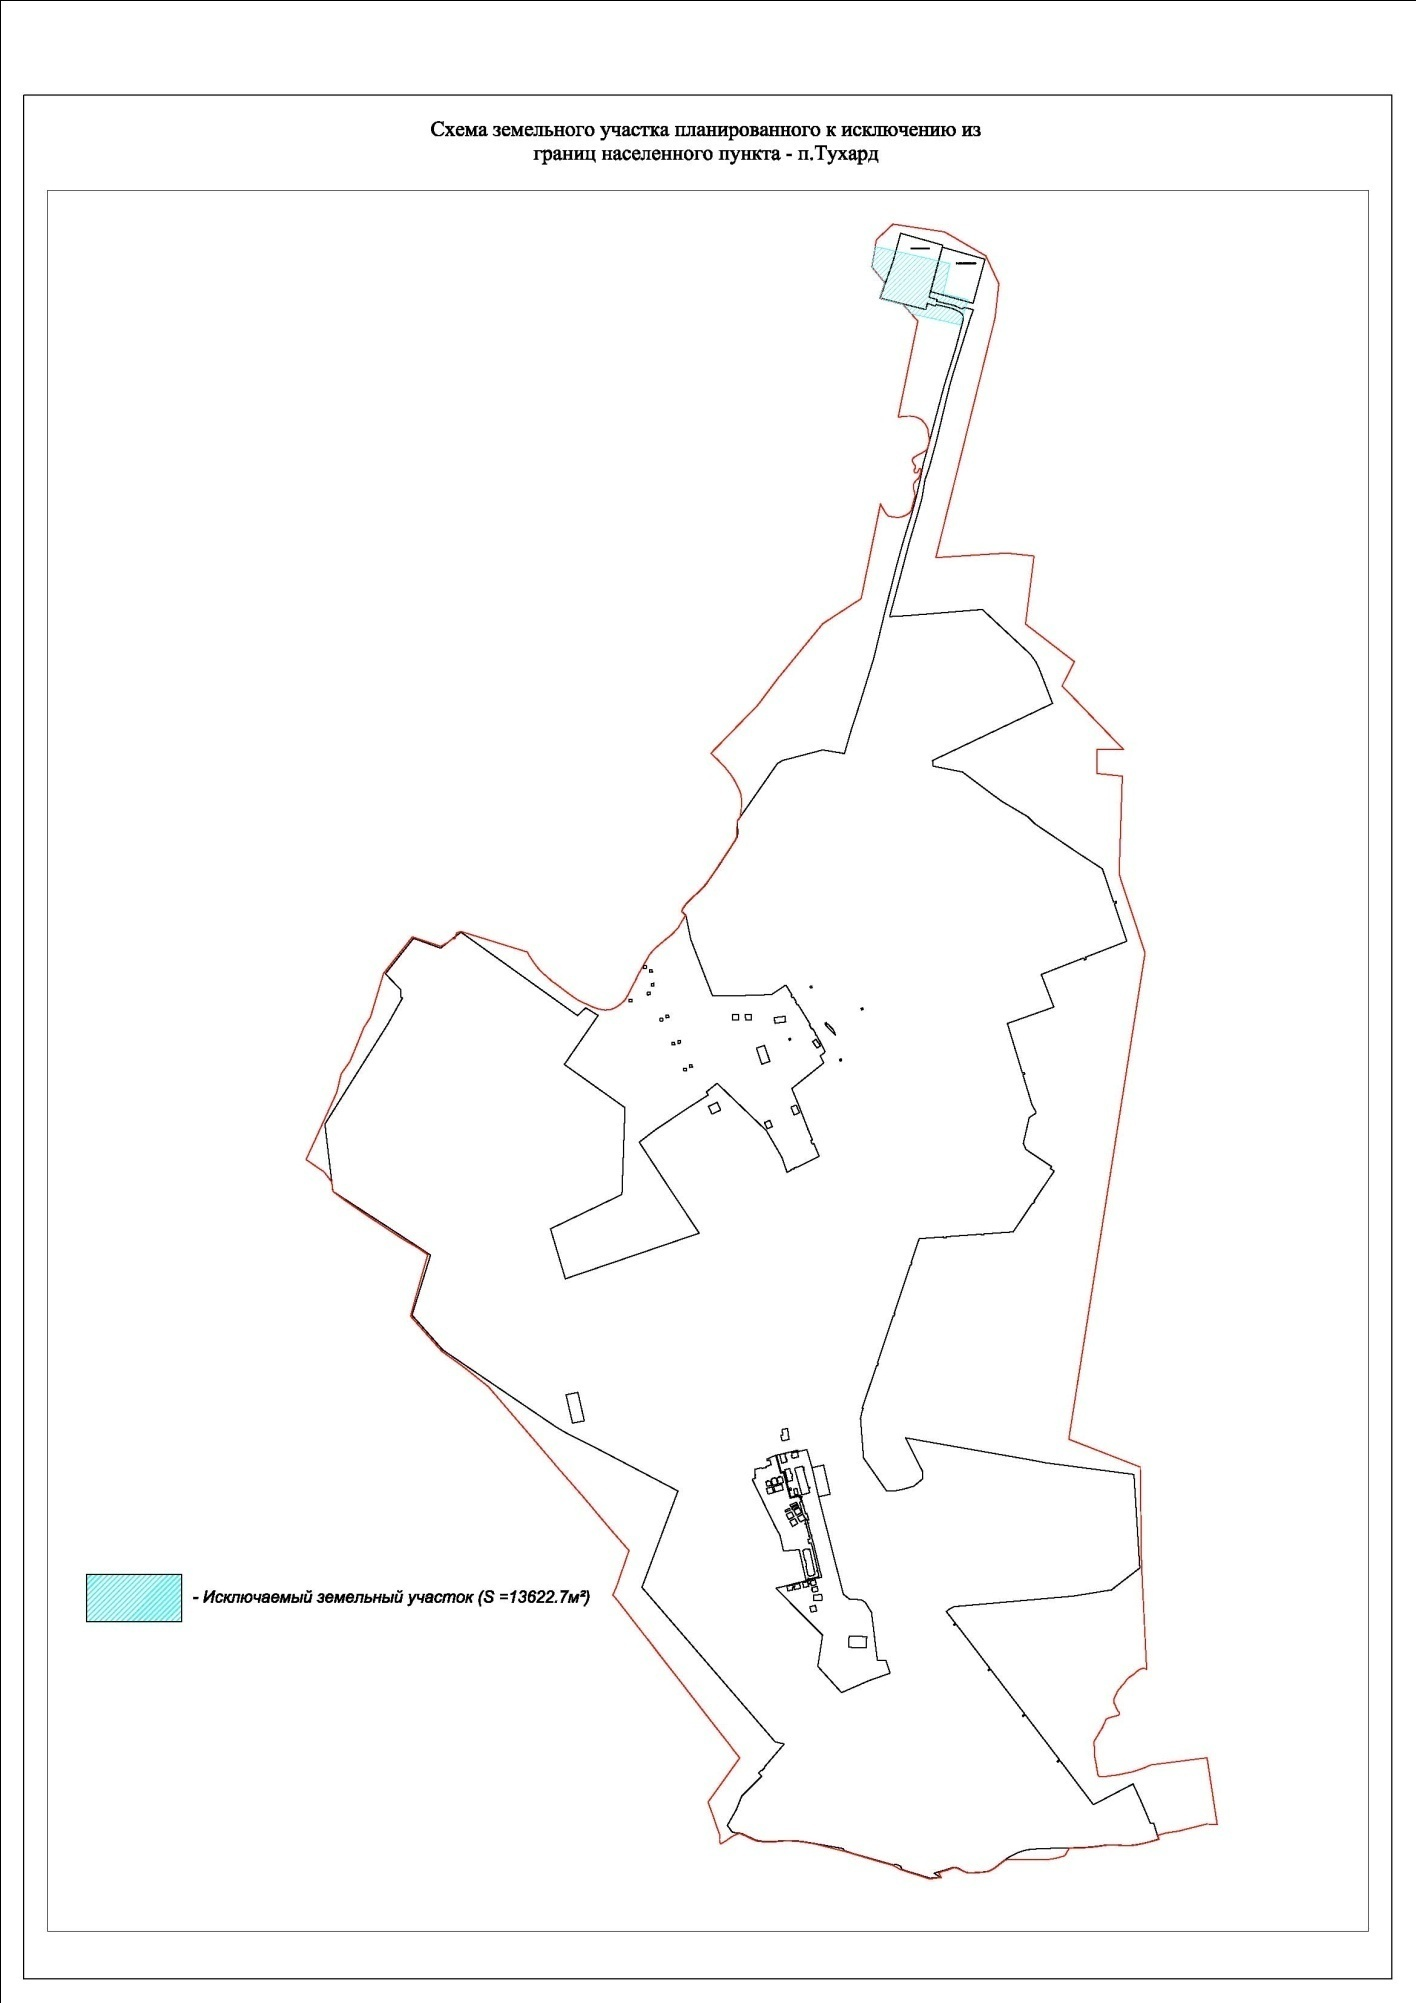 Схема земельного участка планированного к исключению из
границ населенного пункта - п.Тухард
- Исключаемый земельный участок (S =13622.7м²)